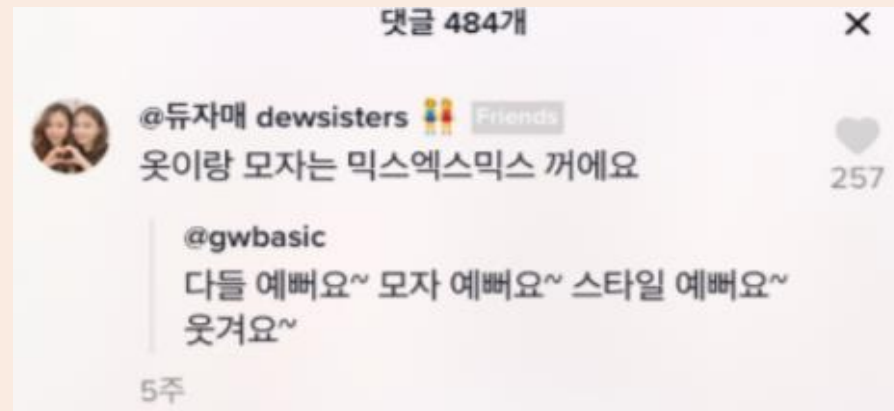 댓글 484개
@듀자매 dewsisters
Friends
옷이랑 모자는 믹스엑스믹스 꺼에요
257
@gwbasic
다들 예뻐요~ 모자 예뻐요~ 스타일 예뻐요~
웃겨요~
5주